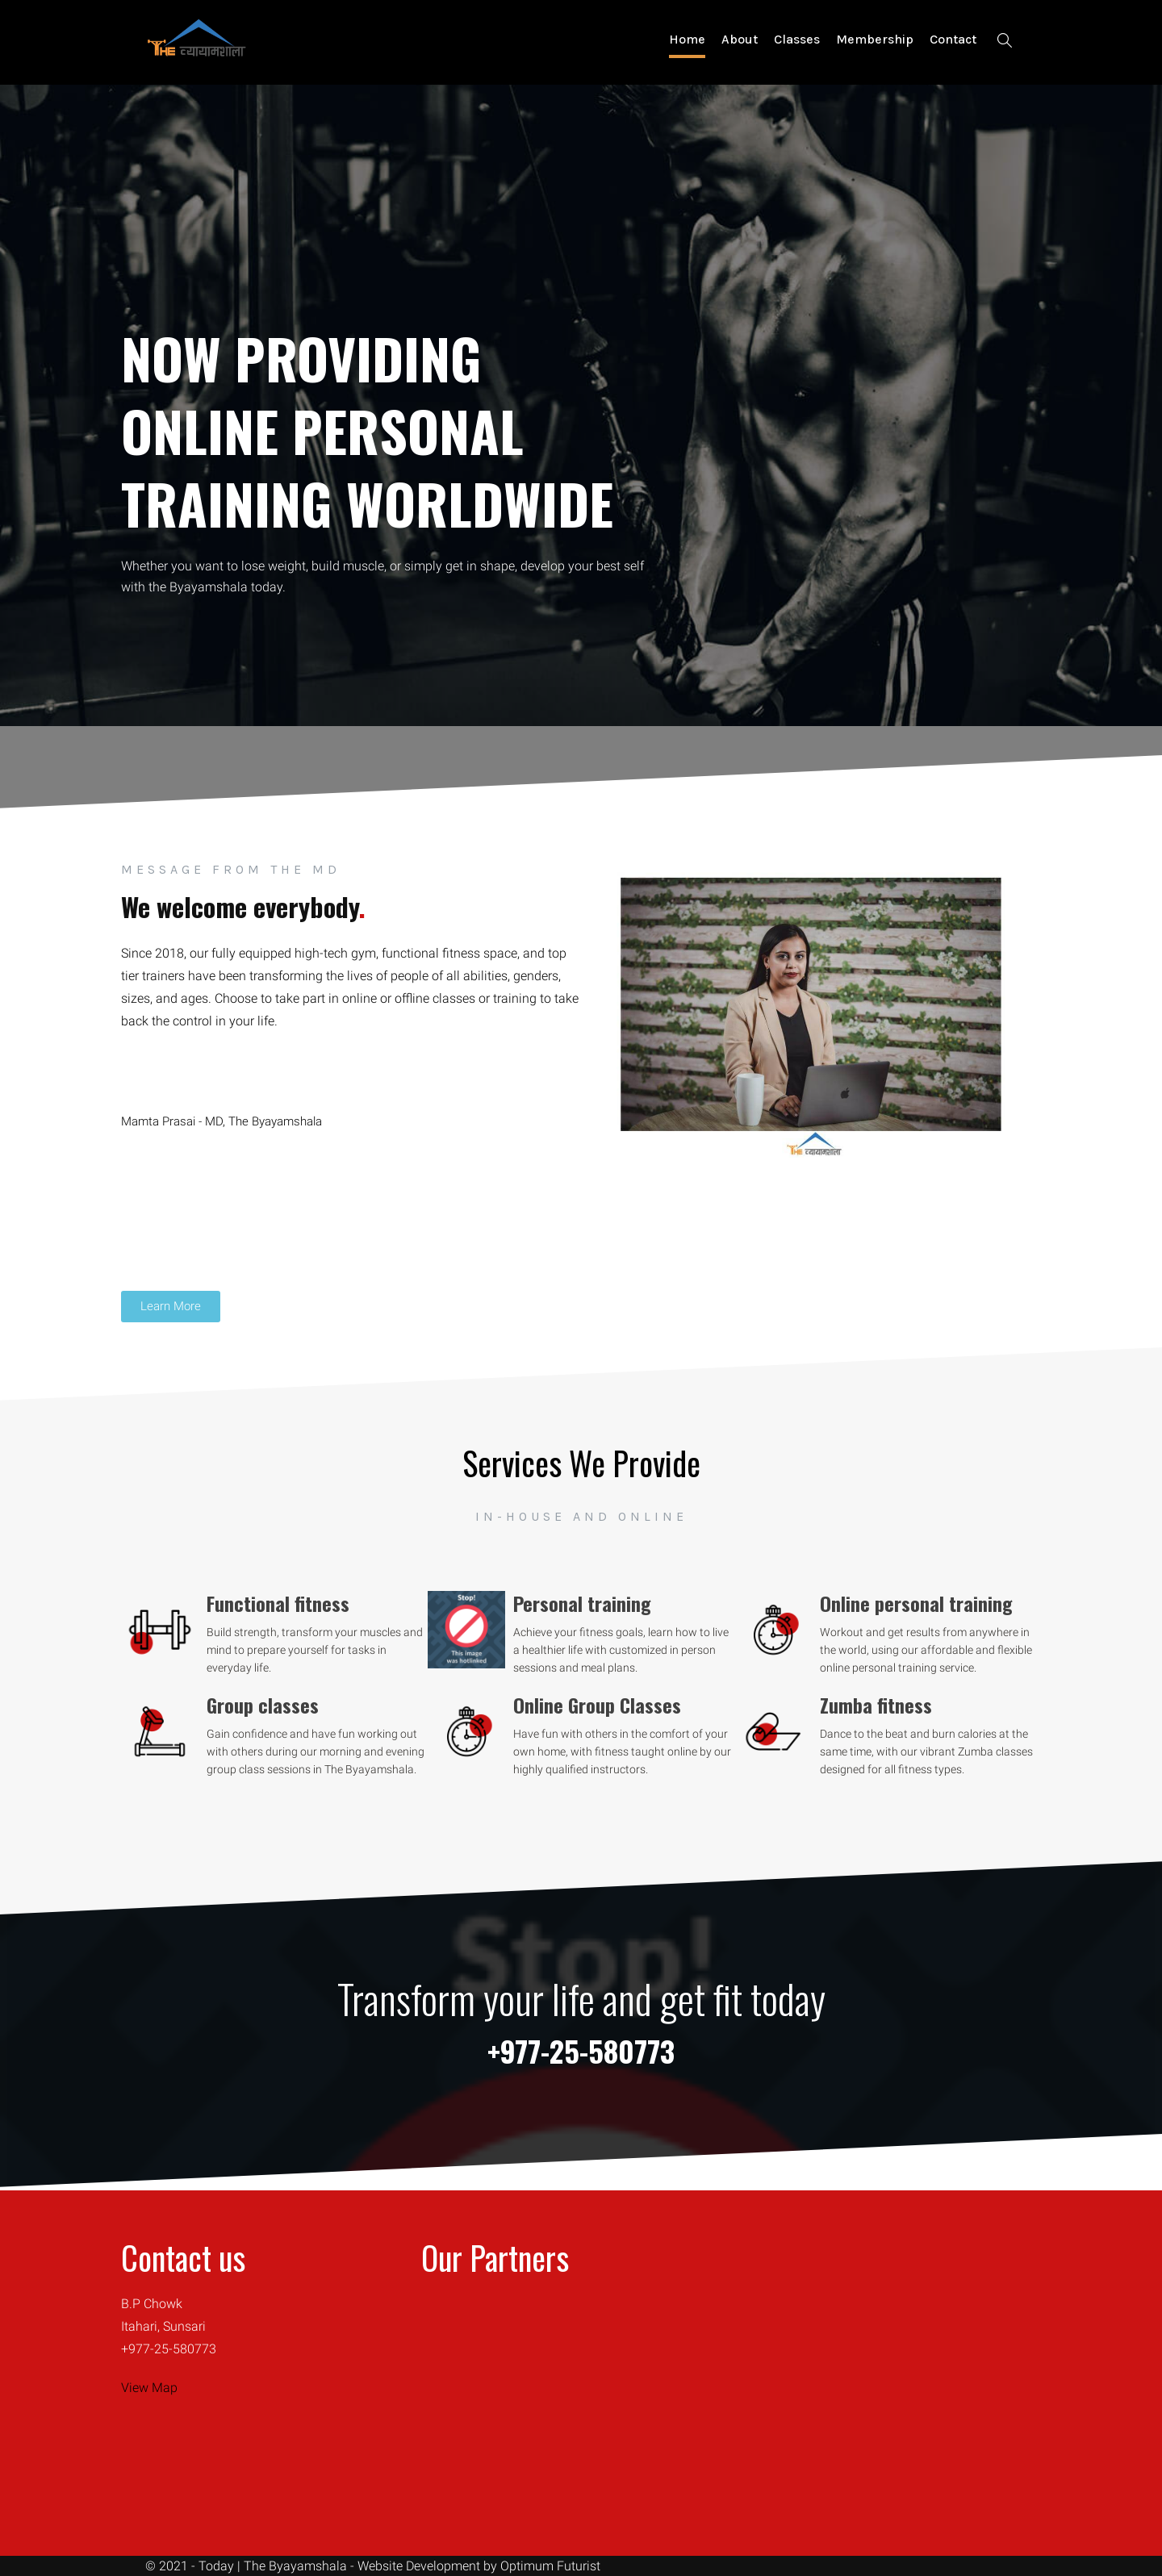 THE व्यायामशाला
Home About Classes Membership Contact
NOW PROVIDING
ONLINE PERSONAL
TRAINING WORLDWIDE
Whether you want to lose weight, build muscle, or simply get in shape, develop your best self
with the Byayamshala today.
MESSAGE FROM THE MD
We welcome everybody.
Since 2018, our fully equipped high-tech gym, functional fitness space, and top
tier trainers have been transforming the lives of people of all abilities, genders,
sizes, and ages. Choose to take part in online or offline classes or training to take
back the control in your life.
Mamta Prasai - MD, The Byayamshala
THE व्यायामशाला
Learn More
Services We Provide
IN-HOUSE AND ONLINE
Functional fitness
Build strength, transform your muscles and
mind to prepare yourself for tasks in
everyday life.
Stop!
This image
was hotlinked
Personal training
Achieve your fitness goals, learn how to live
a healthier life with customized in person
sessions and meal plans.
Online personal training
Workout and get results from anywhere in
the world, using our affordable and flexible
online personal training service.
Group classes
Gain confidence and have fun working out
with others during our morning and evening
group class sessions in The Byayamshala.
Online Group Classes
Have fun with others in the comfort of your
own home, with fitness taught online by our
highly qualified instructors.
Zumba fitness
Dance to the beat and burn calories at the
same time, with our vibrant Zumba classes
designed for all fitness types.
Stop!
Transform your life and get fit today
+977-25-580773
Contact us
B.P Chowk
Itahari, Sunsari
+977-25-580773
View Map
Our Partners
© 2021 - Today | The Byayamshala - Website Development by Optimum Futurist